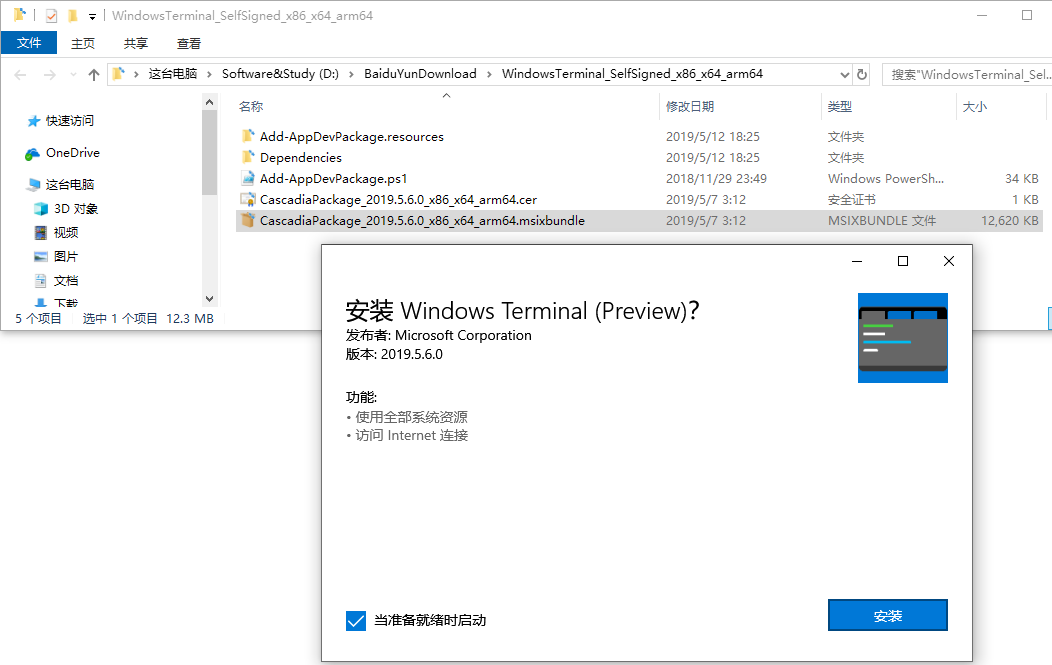 WindowsTerminal_SelfSigned_x86_x64_arm64
文件 主页 共享 查看
这台电脑 Software&Study (D:) BaiduYunDownload WindowsTerminal_SelfSigned_x86_x64_arm64 搜索"WindowsTerminal_Sel...
名称 修改日期 类型 大小
快速访问
OneDrive
这台电脑
3D 对象
视频
图片
文档
下载
Add-AppDevPackage.resources 2019/5/12 18:25 文件夹
Dependencies 2019/5/12 18:25 文件夹
Add-AppDevPackage.ps1 2018/11/29 23:49 Windows PowerSh... 34 KB
CascadiaPackage_2019.5.6.0_x86_x64_arm64.cer 2019/5/7 3:12 安全证书 1 KB
CascadiaPackage_2019.5.6.0_x86_x64_arm64.msixbundle 2019/5/7 3:12 MSIXBUNDLE 文件 12,620 KB
5 个项目 选中 1 个项目 12.3 MB
安装 Windows Terminal (Preview)?
发布者: Microsoft Corporation
版本: 2019.5.6.0
功能:
• 使用全部系统资源
• 访问 Internet 连接
当准备就绪时启动
安装